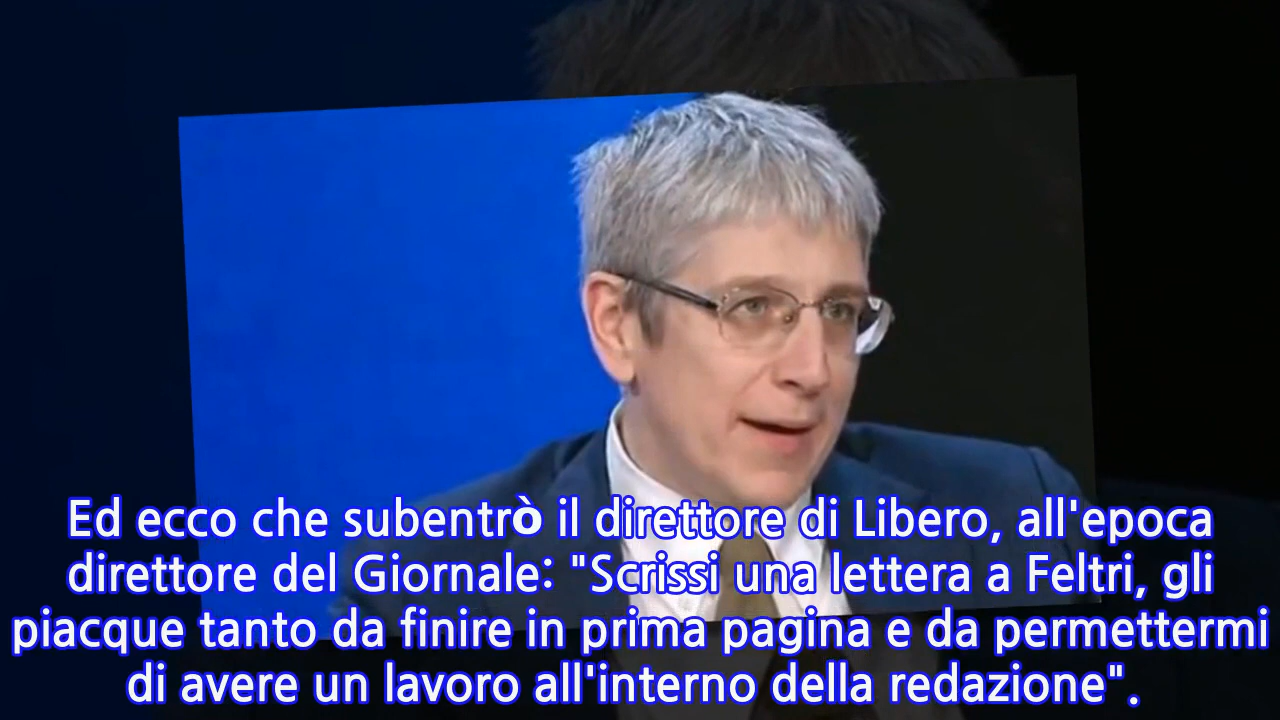 Ed ecco che subentrò il direttore di Libero, all'epoca
direttore del Giornale: "Scrissi una lettera a Feltri, gli
piacque tanto da finire in prima pagina e da permettermi
di avere un lavoro all'interno della redazione".